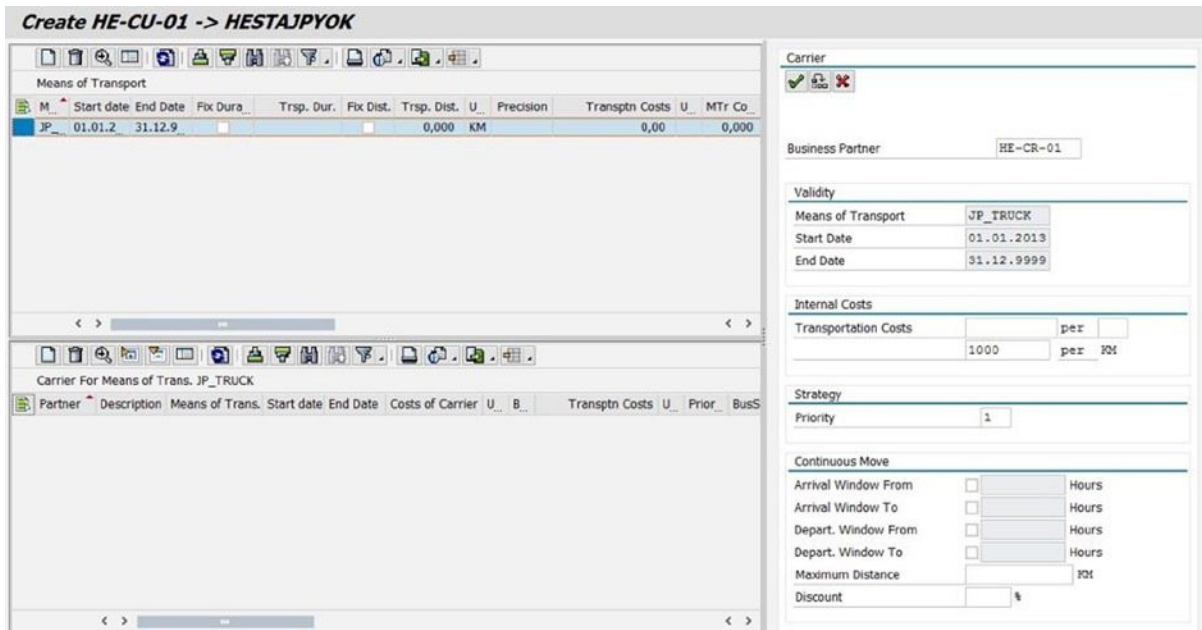 Create HE-CU-01 -> HESTAJPYOK
Means of Transport
M... Start date End Date Fix Dura... Trsp. Dur. Fix Dist. Trsp. Dist. U... Precision Transptn Costs U... MTr Co...
JP_... 01.01.2... 31.12.9... 0,000 KM 0,00 0,000
Carrier For Means of Trans. JP_TRUCK
Partner Description Means of Trans. Start date End Date Costs of Carrier U... B... Transptn Costs U... Prior... BusS
Carrier
Business Partner HE-CR-01
Validity
Means of Transport JP_TRUCK
Start Date 01.01.2013
End Date 31.12.9999
Internal Costs
Transportation Costs per
1000 per KM
Strategy
Priority 1
Continuous Move
Arrival Window From Hours
Arrival Window To Hours
Depart. Window From Hours
Depart. Window To Hours
Maximum Distance KM
Discount %